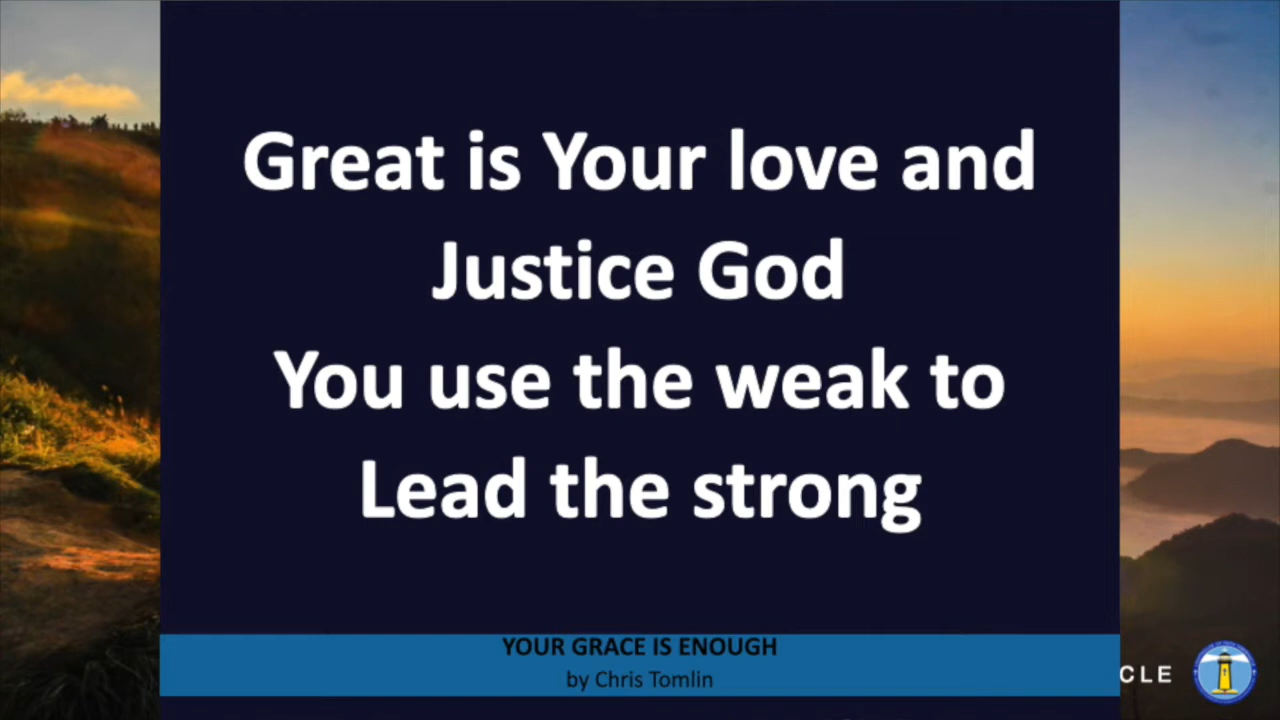 Great is Your love and
Justice God
You use the weak to
Lead the strong
YOUR GRACE IS ENOUGH
by Chris Tomlin
CLE